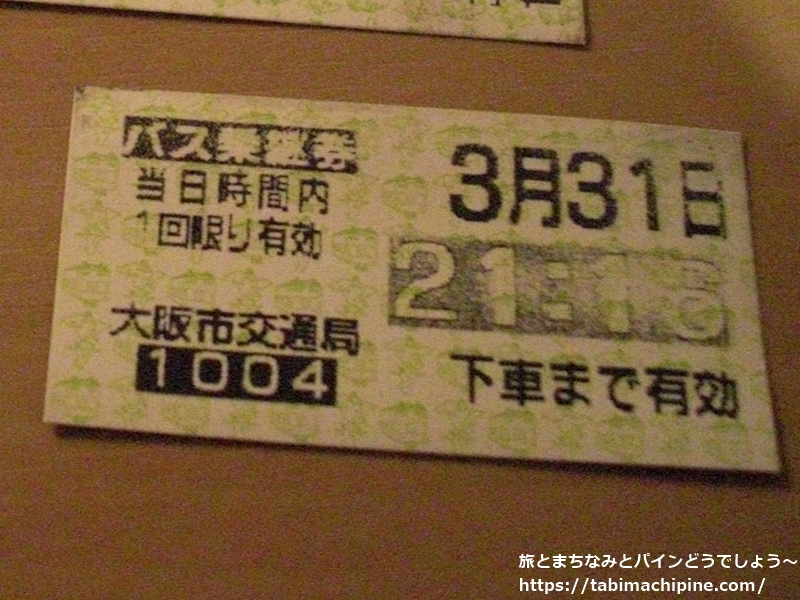 バス乗継券
当日時間内
1回限り有効
大阪市交通局
1004
3月31日
21:16
下車まで有効
旅とまちなみとパインどうでしょう～
https://tabimachipine.com/